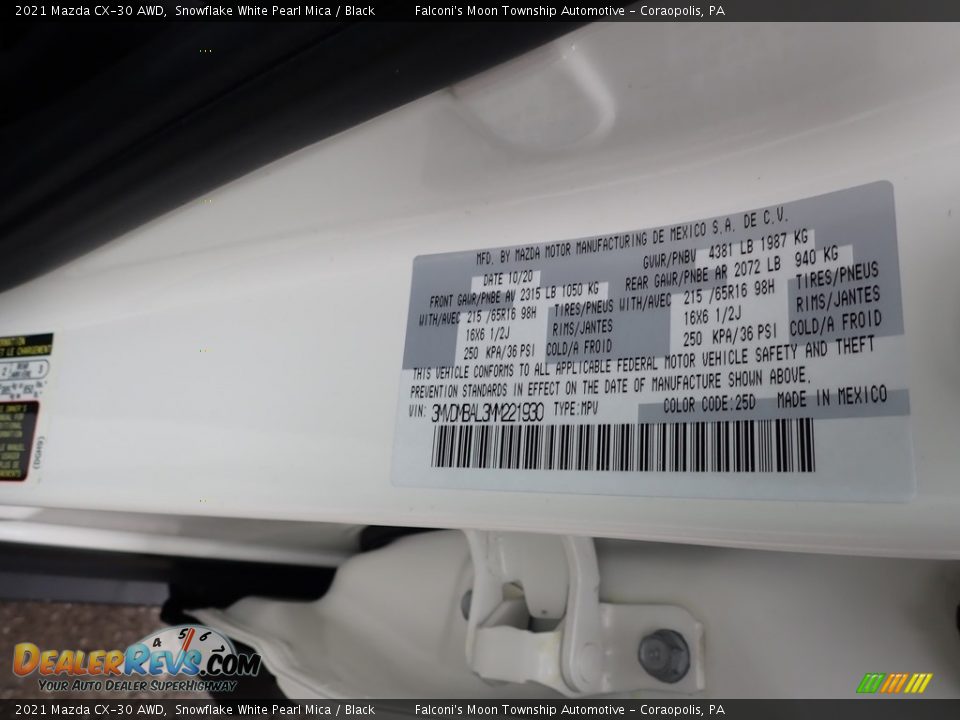 2021 Mazda CX-30 AWD, Snowflake White Pearl Mica / Black Falconi's Moon Township Automotive - Coraopolis, PA
MFD. BY MAZDA MOTOR MANUFACTURING DE MEXICO S.A. DE C.V.
DATE 10/20 GVWR/PNBV 4381 LB 1987 KG
FRONT GAWR/PNBE AV 2315 LB 1050 KG REAR GAWR/PNBE AR 2072 LB 940 KG
WITH/AVEC 215 /65R16 98H TIRES/PNEUS WITH/AVEC 215 /65R16 98H TIRES/PNEUS
16X6 1/2J RIMS/JANTES 16X6 1/2J RIMS/JANTES
250 KPA/36 PSI COLD/A FROID 250 KPA/36 PSI COLD/A FROID
THIS VEHICLE CONFORMS TO ALL APPLICABLE FEDERAL MOTOR VEHICLE SAFETY AND THEFT
PREVENTION STANDARDS IN EFFECT ON THE DATE OF MANUFACTURE SHOWN ABOVE.
VIN: 3MVDMBAL3MM221930 TYPE:MPV COLOR CODE:25D MADE IN MEXICO
(DGH9)
4 5 6
DEALERREVS.COM
YOUR AUTO DEALER SUPERHIGHWAY
2021 Mazda CX-30 AWD, Snowflake White Pearl Mica / Black Falconi's Moon Township Automotive - Coraopolis, PA